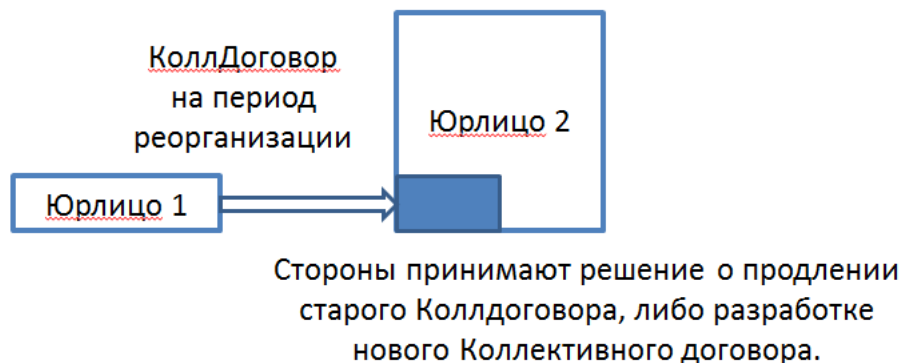 КоллДоговор
на период
реорганизации
Юрлицо 2
Юрлицо 1
Стороны принимают решение о продлении
старого Коллдоговора, либо разработке
нового Коллективного договора.